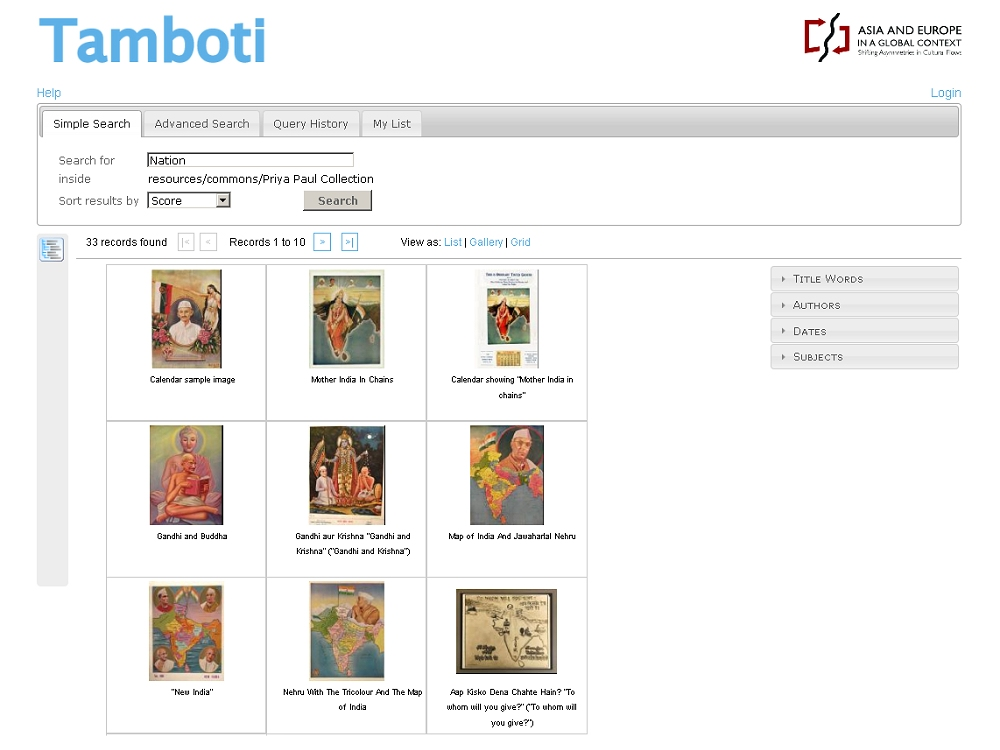 Tamboti
ASIA AND EUROPE
IN A GLOBAL CONTEXT
Shifting Asymmetries in Cultural Flows
Help
Login
Simple Search
Advanced Search
Query History
My List
Search for
Nation
inside
resources/commons/Priya Paul Collection
Sort results by
Score
Search
33 records found
|<
<
Records 1 to 10
>
>|
View as: List | Gallery | Grid
TITLE WORDS
AUTHORS
DATES
SUBJECTS
Calendar sample image
Mother India In Chains
Calendar showing "Mother India in
chains"
Gandhi and Buddha
Gandhi aur Krishna "Gandhi and
Krishna" ("Gandhi and Krishna")
Map of India And Jawaharlal Nehru
"New India"
Nehru With The Tricolour And The Map
of India
Aap Kisko Dena Chahte Hain? "To
whom will you give?" ("To whom will
you give?")